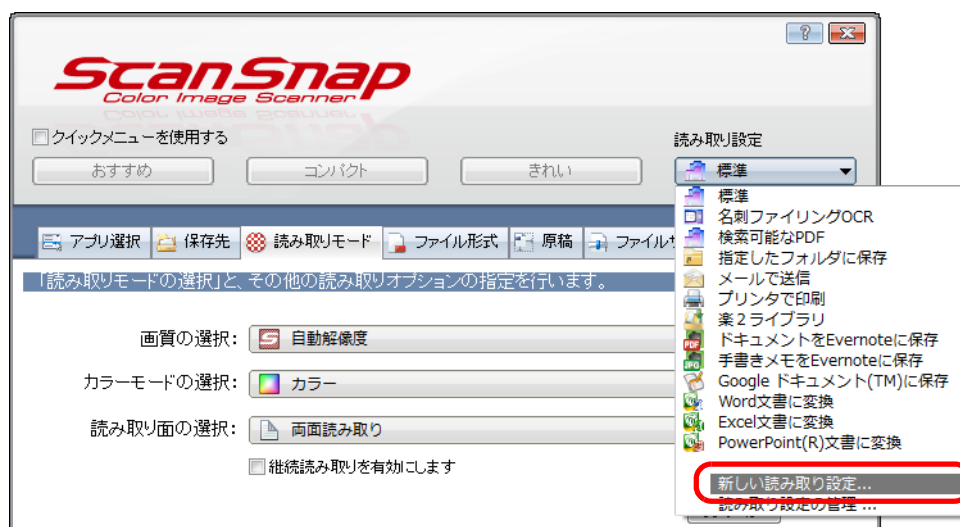 ScanSnap
Color Image Scanner
クイックメニューを使用する
読み取り設定
おすすめ
コンパクト
きれい
標準
標準
名刺ファイリングOCR
検索可能なPDF
指定したフォルダに保存
メールで送信
プリンタで印刷
楽2ライブラリ
ドキュメントをEvernoteに保存
手書きメモをEvernoteに保存
Google ドキュメント(TM)に保存
Word文書に変換
Excel文書に変換
PowerPoint(R)文書に変換
新しい読み取り設定...
読み取り設定の管理 ...
アプリ選択
保存先
読み取りモード
ファイル形式
原稿
ファイル
「読み取りモードの選択」と、その他の読み取りオプションの指定を行います。
画質の選択:
自動解像度
カラーモードの選択:
カラー
読み取り面の選択:
両面読み取り
継続読み取りを有効にします